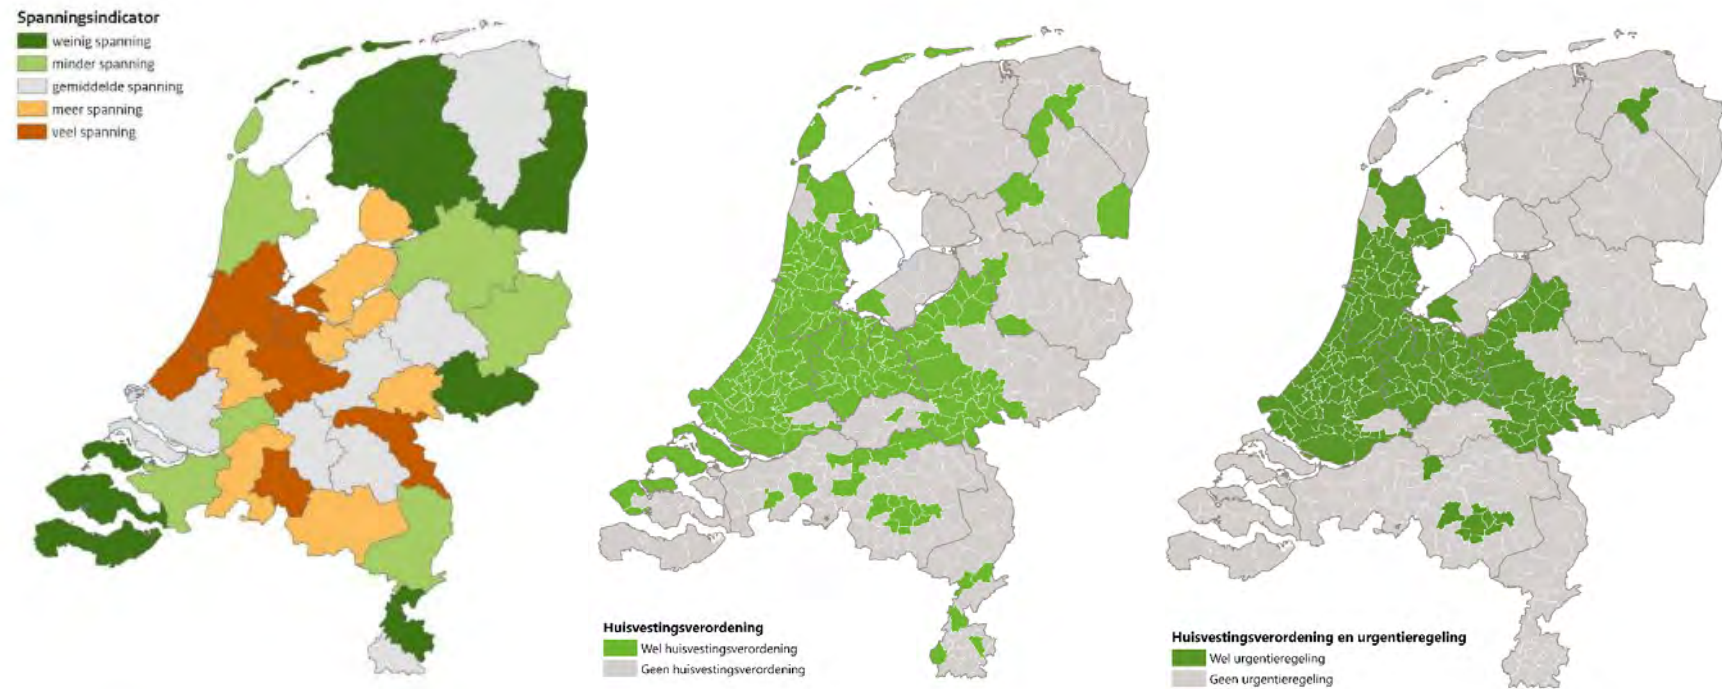 Spanningsindicator
weinig spanning
minder spanning
gemiddelde spanning
meer spanning
veel spanning
Huisvestingsverordening
Wel huisvestingsverordening
Geen huisvestingsverordening
Huisvestingsverordening en urgentieregeling
Wel urgentieregeling
Geen urgentieregeling